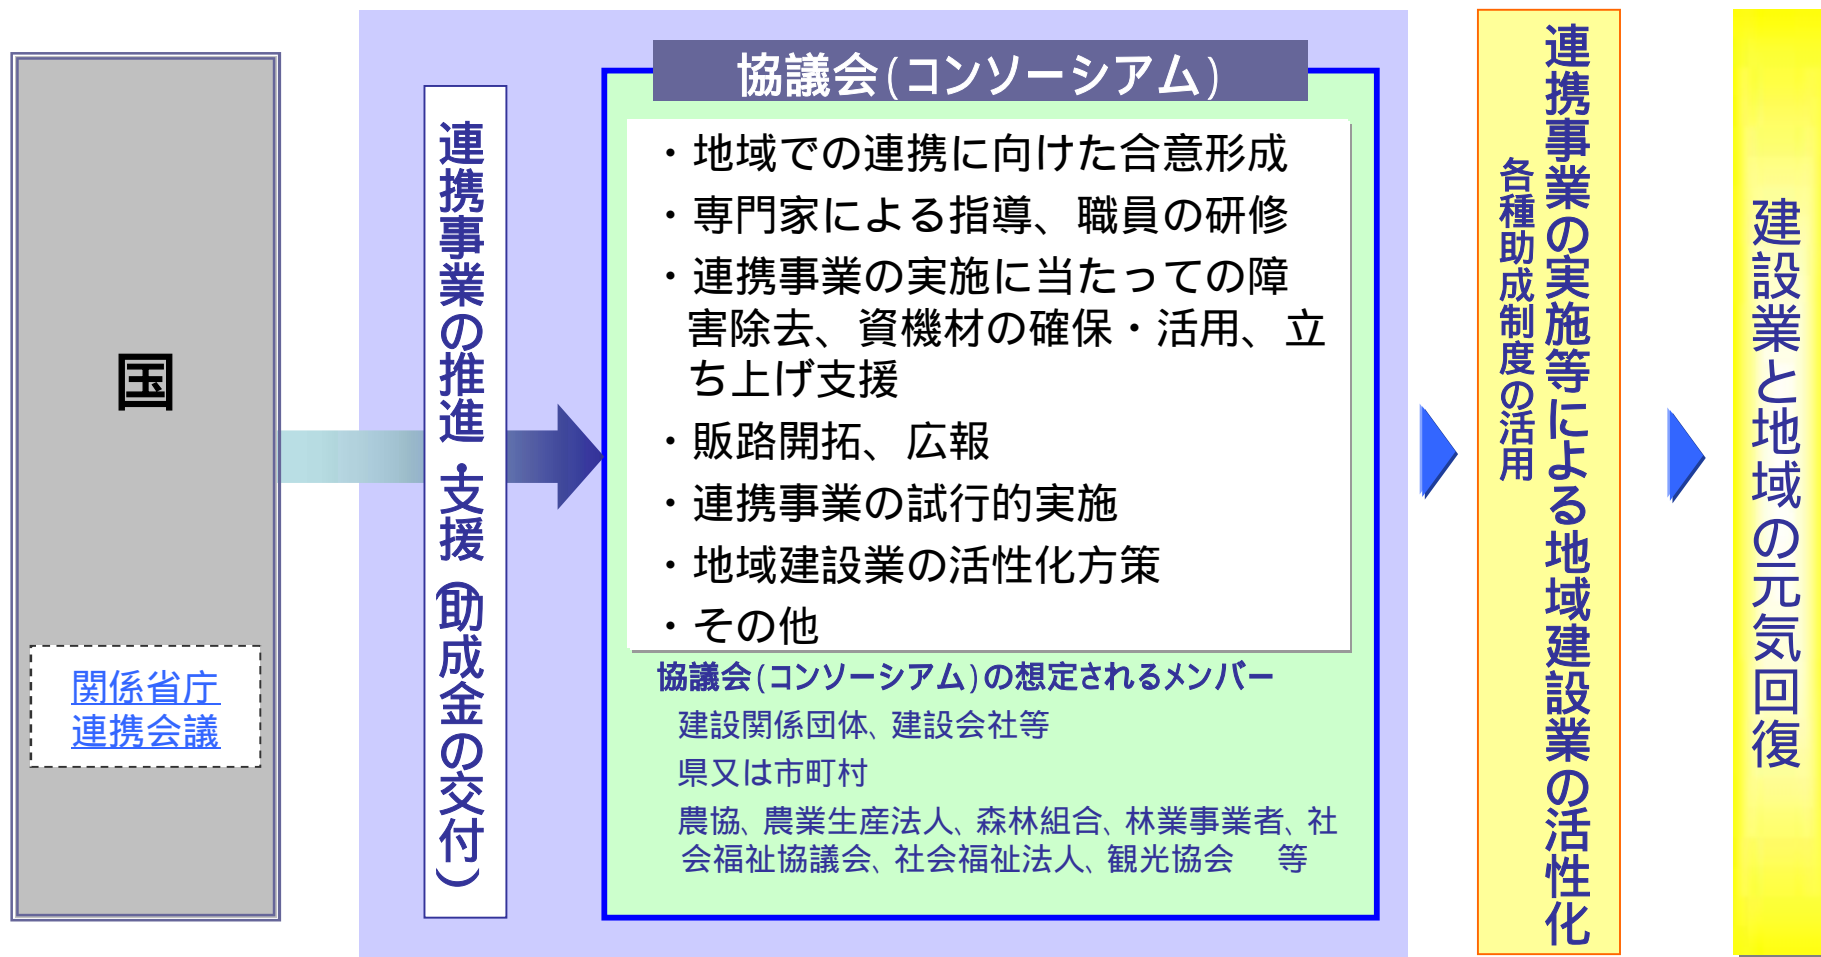 国
関係省庁
連携会議
連携事業の推進・支援(助成金の交付)
協議会(コンソーシアム)
・地域での連携に向けた合意形成
・専門家による指導、職員の研修
・連携事業の実施に当たっての障
害除去、資機材の確保・活用、立
ち上げ支援
・販路開拓、広報
・連携事業の試行的実施
・地域建設業の活性化方策
・その他
協議会(コンソーシアム)の想定されるメンバー
建設関係団体、建設会社等
県又は市町村
農協、農業生産法人、森林組合、林業事業者、社
会福祉協議会、社会福祉法人、観光協会　等
連携事業の実施等による地域建設業の活性化
各種助成制度の活用
建設業と地域の元気回復